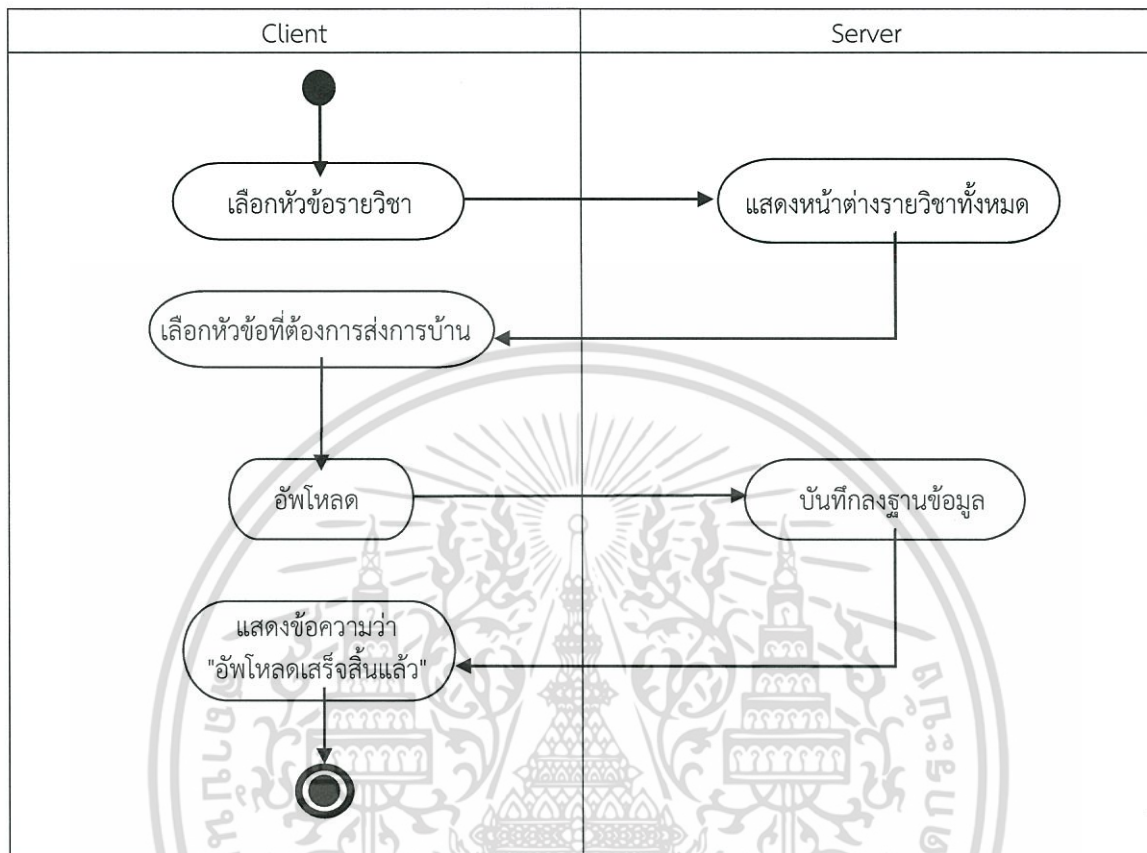 Client
Server
เลือกหัวข้อรายวิชา
แสดงหน้าต่างรายวิชาทั้งหมด
เลือกหัวข้อที่ต้องการส่งการบ้าน
อัพโหลด
บันทึกลงฐานข้อมูล
แสดงข้อความว่า
"อัพโหลดเสร็จสิ้นแล้ว"